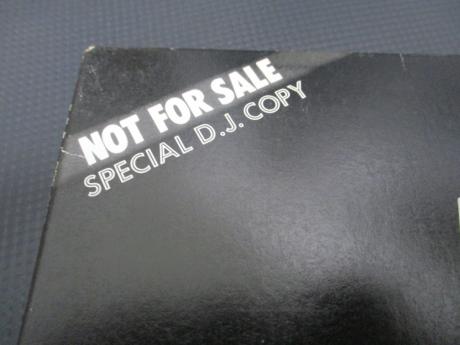 NOT FOR SALE
SPECIAL D.J. COPY